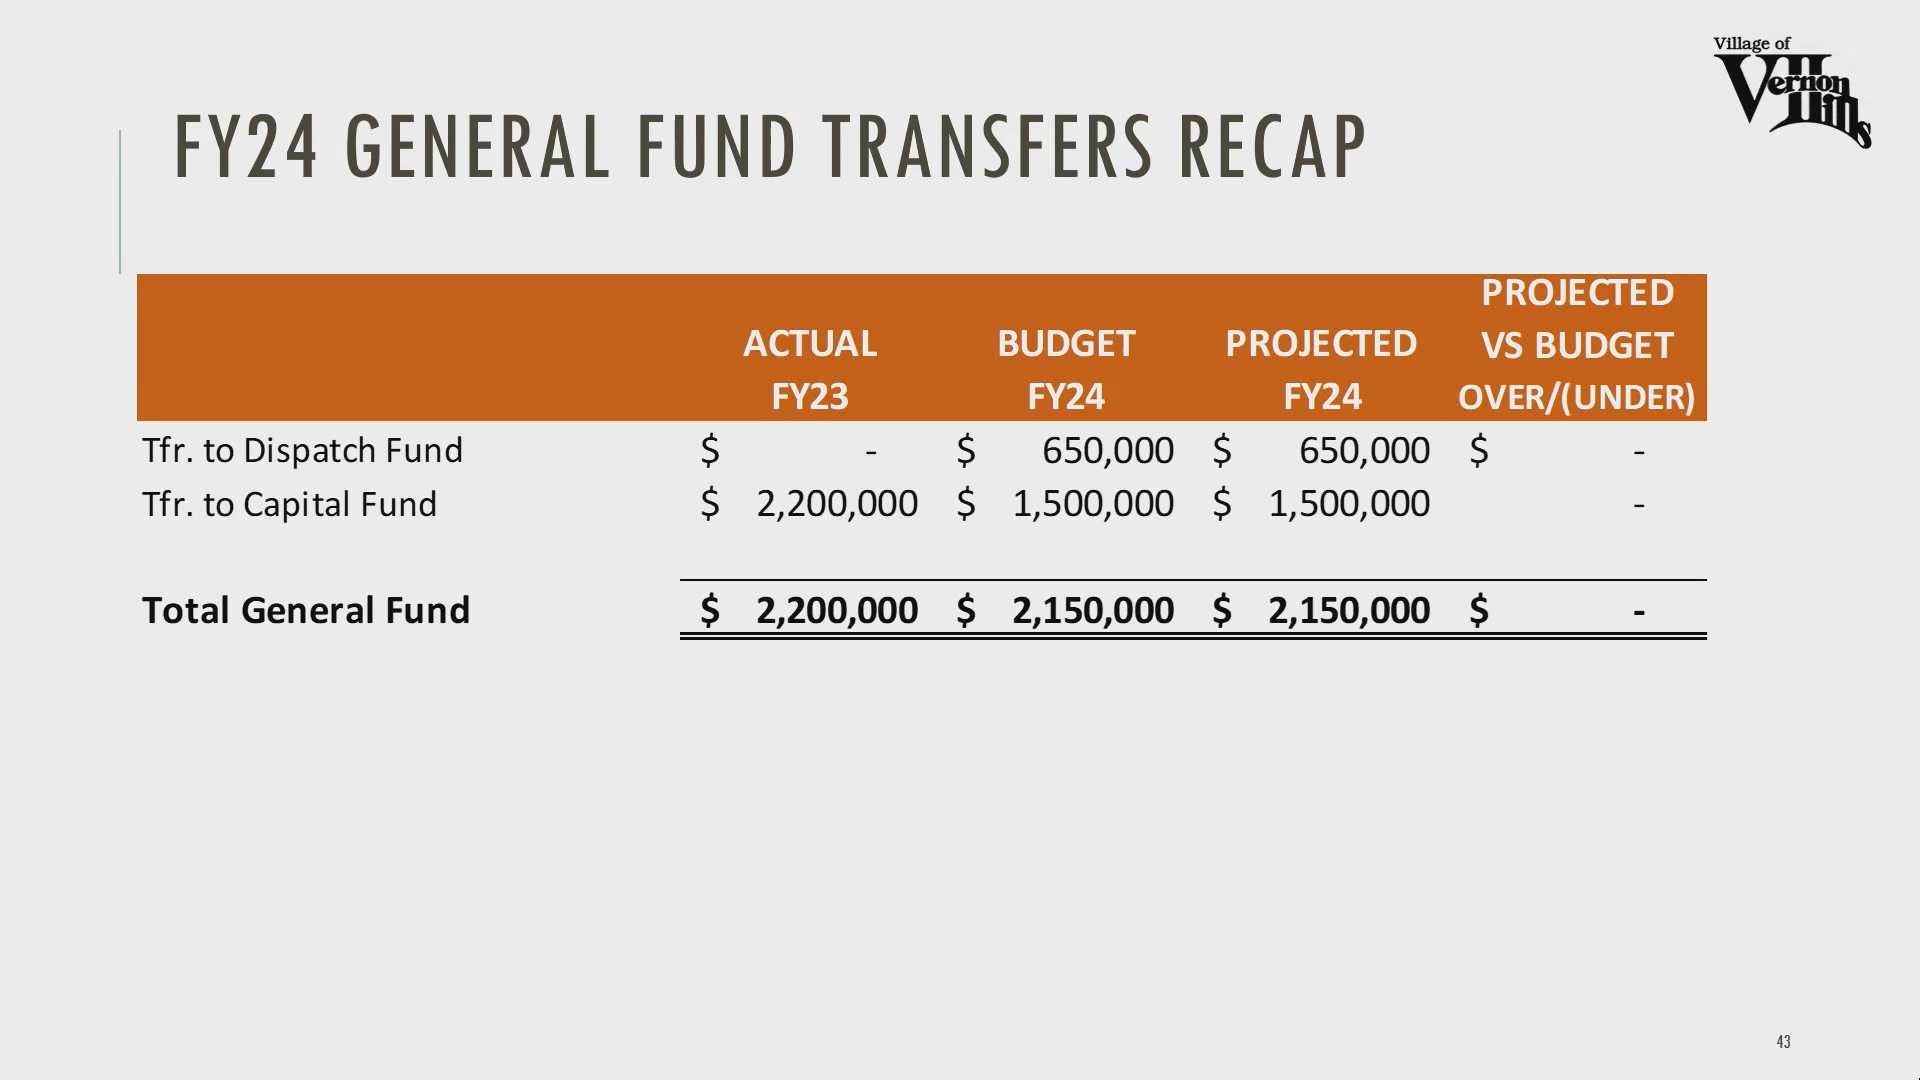 Village of
Vernon
Hills
FY24 GENERAL FUND TRANSFERS RECAP
ACTUAL FY23 BUDGET FY24 PROJECTED FY24 PROJECTED VS BUDGET OVER/(UNDER)
Tfr. to Dispatch Fund $ - $ 650,000 $ 650,000 $ -
Tfr. to Capital Fund $ 2,200,000 $ 1,500,000 $ 1,500,000 -
Total General Fund $ 2,200,000 $ 2,150,000 $ 2,150,000 $ -
43